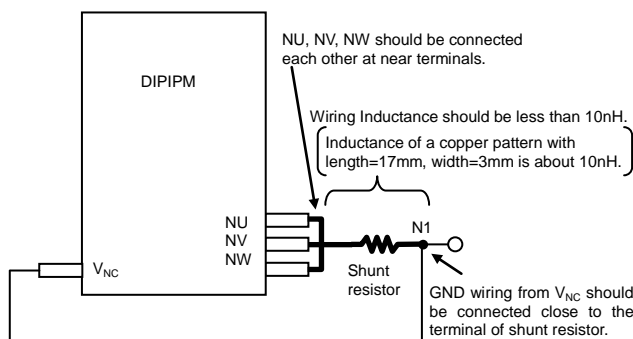 NU, NV, NW should be connected
each other at near terminals.
DIPIPM
Wiring Inductance should be less than 10nH.
Inductance of a copper pattern with
length=17mm, width=3mm is about 10nH.
NU
NV
NW
N1
VNC
Shunt
resistor
GND wiring from VNC should
be connected close to the
terminal of shunt resistor.